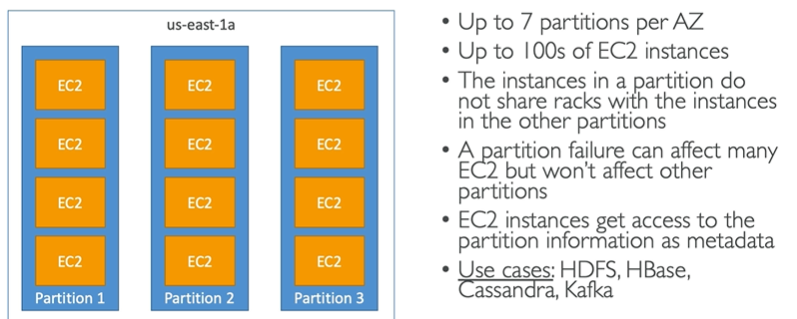 us-east-1a
EC2 EC2 EC2
EC2 EC2 EC2
EC2 EC2 EC2
EC2 EC2 EC2
Partition 1 Partition 2 Partition 3
• Up to 7 partitions per AZ
• Up to 100s of EC2 instances
• The instances in a partition do
not share racks with the instances
in the other partitions
• A partition failure can affect many
EC2 but won't affect other
partitions
• EC2 instances get access to the
partition information as metadata
• Use cases: HDFS, HBase,
Cassandra, Kafka